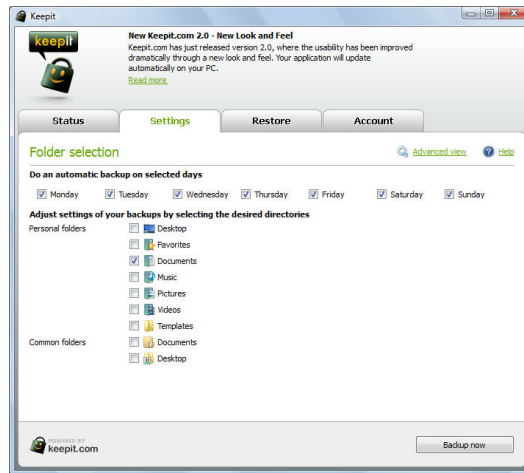 Keepit
keepit
New Keepit.com 2.0 - New Look and Feel
Keepit.com has just released version 2.0, where the usability has been improved
dramatically through a new look and feel. Your application will update
automatically on your PC.
Read more
Status Settings Restore Account
Folder selection Advanced view Help
Do an automatic backup on selected days
Monday Tuesday Wednesday Thursday Friday Saturday Sunday
Adjust settings of your backups by selecting the desired directories
Personal folders Desktop
Favorites
Documents
Music
Pictures
Videos
Templates
Common folders Documents
Desktop
POWERED BY
keepit.com
Backup now